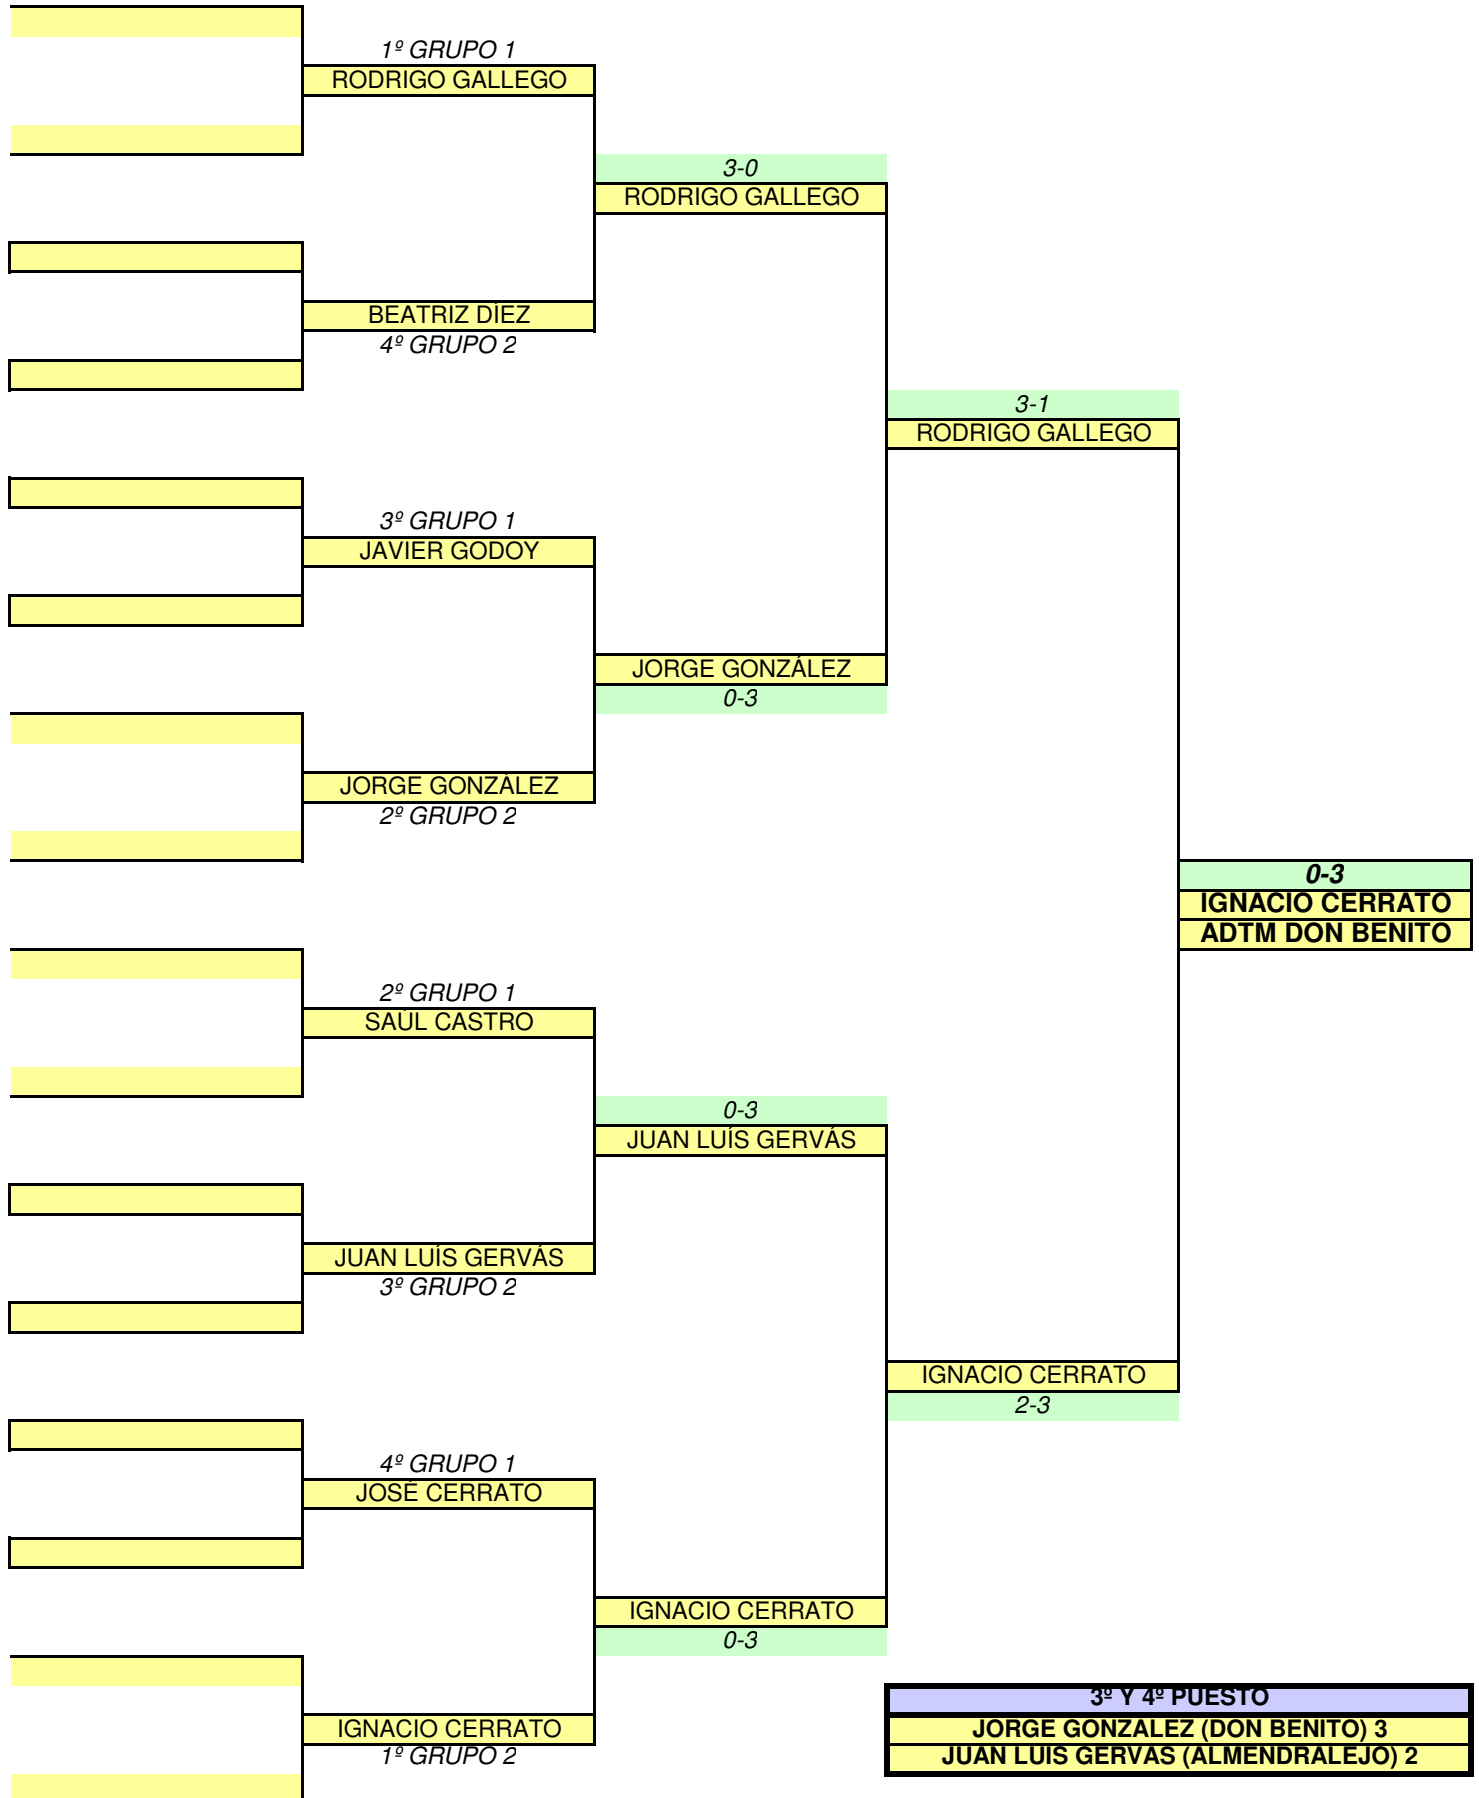 1º GRUPO 1
RODRIGO GALLEGO
3-0
RODRIGO GALLEGO
BEATRIZ DÍEZ
4º GRUPO 2
3-1
RODRIGO GALLEGO
3º GRUPO 1
JAVIER GODOY
JORGE GONZÁLEZ
0-3
JORGE GONZÁLEZ
2º GRUPO 2
0-3
IGNACIO CERRATO
ADTM DON BENITO
2º GRUPO 1
SAÚL CASTRO
0-3
JUAN LUÍS GERVÁS
JUAN LUÍS GERVÁS
3º GRUPO 2
IGNACIO CERRATO
2-3
4º GRUPO 1
JOSÉ CERRATO
IGNACIO CERRATO
0-3
3º Y 4º PUESTO
IGNACIO CERRATO
1º GRUPO 2
JORGE GONZALEZ (DON BENITO) 3
JUAN LUIS GERVAS (ALMENDRALEJO) 2